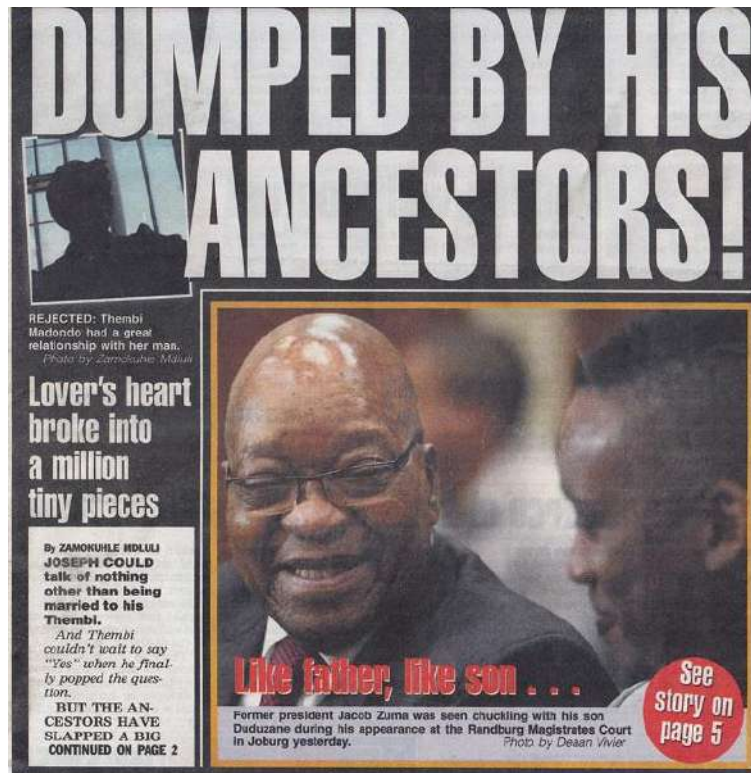 DUMPED BY HIS
ANCESTORS!
REJECTED: Thembi
Madondo had a great
relationship with her man.
Photo by Zamokuhle Mdluli
Lover's heart
broke into
a million
tiny pieces
By ZAMOKUHLE MDLULI
JOSEPH COULD
talk of nothing
other than being
married to his
Thembi.
And Thembi
couldn't wait to say
"Yes" when he final-
ly popped the ques-
tion.
BUT THE AN-
CESTORS HAVE
SLAPPED A BIG
CONTINUED ON PAGE 2
Like father, like son . . .
Former president Jacob Zuma was seen chuckling with his son
Duduzane during his appearance at the Randburg Magistrates Court
in Joburg yesterday.
Photo by Deaan Vivier
See
story on
page 5